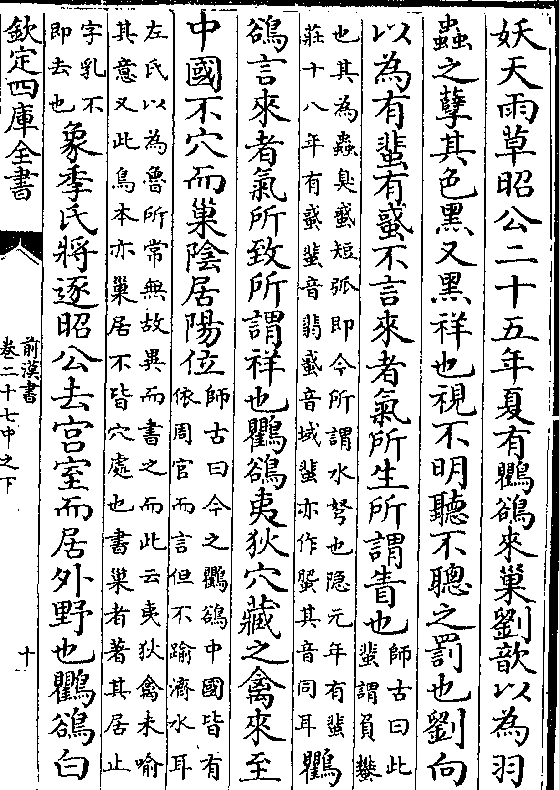 妖天雨草昭公二十五年夏有鸜鵒來巢劉歆以為羽
蟲之孽其色黑又黑祥也視不明聽不聰之罰也劉向
以為有蜚有蜮不言來者氣所生所謂眚也
師古曰此
蜚謂負蠜
也其為蟲臭蜮短弧即今所謂水弩也隐元年有蜚
莊十八年有蜮蜚音翡蜮音域蜚亦作其音同耳
鸜
鵒言來者氣所致所謂祥也鸜鵒夷狄穴藏之禽來至
中國不穴而巢陰居陽位
師古曰今之鸜鵒中國皆有
依周官而言但不踰濟水耳
左氏以為魯所常無故異而書之而此云夷狄禽未喻
其意又此鳥本亦巢居不皆穴處也書巢者著其居止
字乳不
即去也
象季氏將逐昭公去宫室而居外野也鸜鵒白
欽定四庫全書
前漢書
卷二十七中之下
十